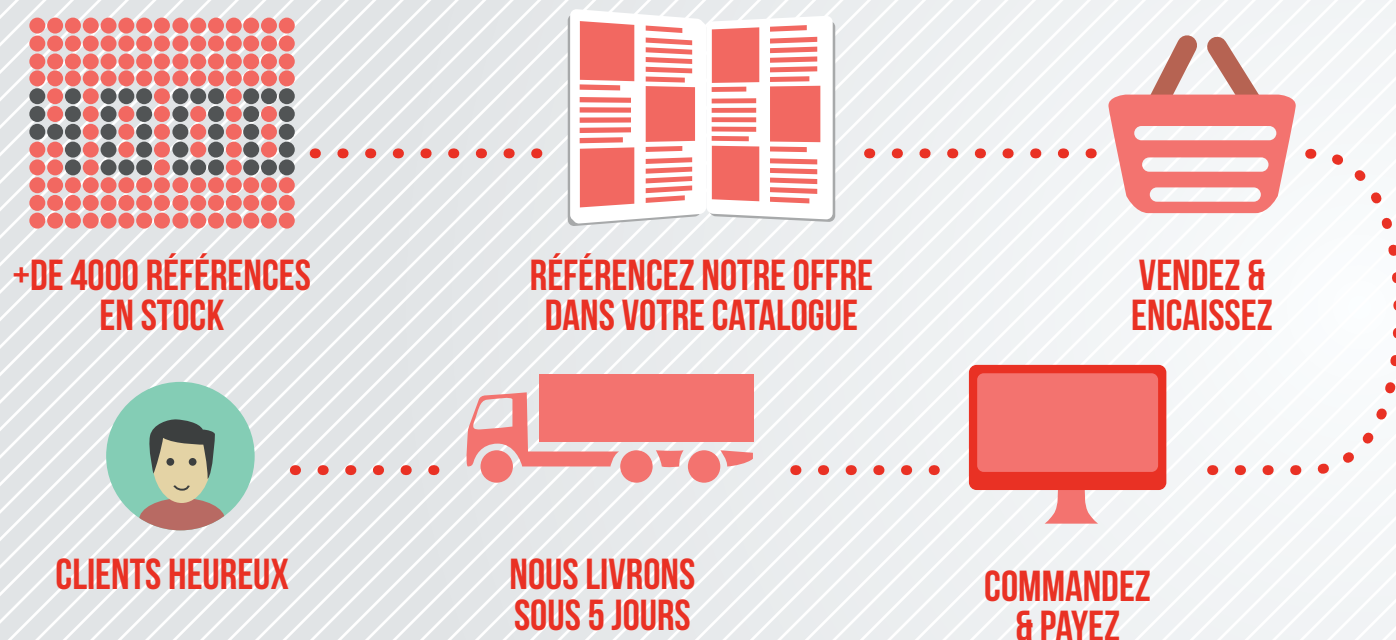 4000
+DE 4000 RÉFÉRENCES
EN STOCK
RÉFÉRENCEZ NOTRE OFFRE
DANS VOTRE CATALOGUE
VENDEZ &
ENCAISSEZ
COMMANDEZ
& PAYEZ
NOUS LIVRONS
SOUS 5 JOURS
CLIENTS HEUREUX